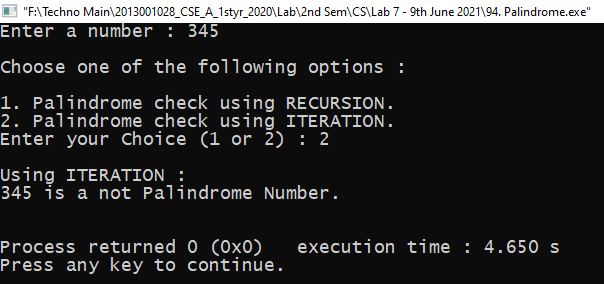 "F:\Techno Main\2013001028_CSE_A_1styr_2020\Lab\2nd Sem\CS\Lab 7 - 9th June 2021\94. Palindrome.exe"
Enter a number : 345
Choose one of the following options :
1. Palindrome check using RECURSION.
2. Palindrome check using ITERATION.
Enter your Choice (1 or 2) : 2
Using ITERATION :
345 is a not Palindrome Number.
Process returned 0 (0x0)   execution time : 4.650 s
Press any key to continue.